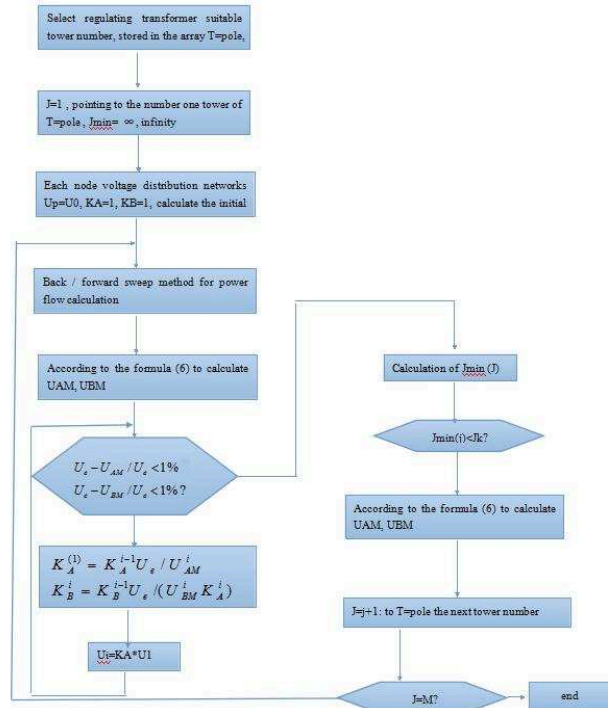 Select regulating transformer suitable
tower number, stored in the array T=pole,
J=1 , pointing to the number one tower of
T=pole , Jmin= ∞ , infinity
Each node voltage distribution networks
Up=U0, KA=1, KB=1, calculate the initial
Back / forward sweep method for power
flow calculation
According to the formula (6) to calculate
UAM, UBM
U_e − U_AM / U_e <1%
U_e − U_BM / U_e <1% ?
K_A^(1) = K_A^{i-1} U_e / U_AM^i
K_B^i = K_B^{i-1} U_e /( U_BM^i K_A^i )
Ui=KA*U1
Calculation of Jmin (J)
Jmin(j)<Jk?
According to the formula (6) to calculate
UAM, UBM
J=j+1: to T=pole the next tower number
J=M?
end